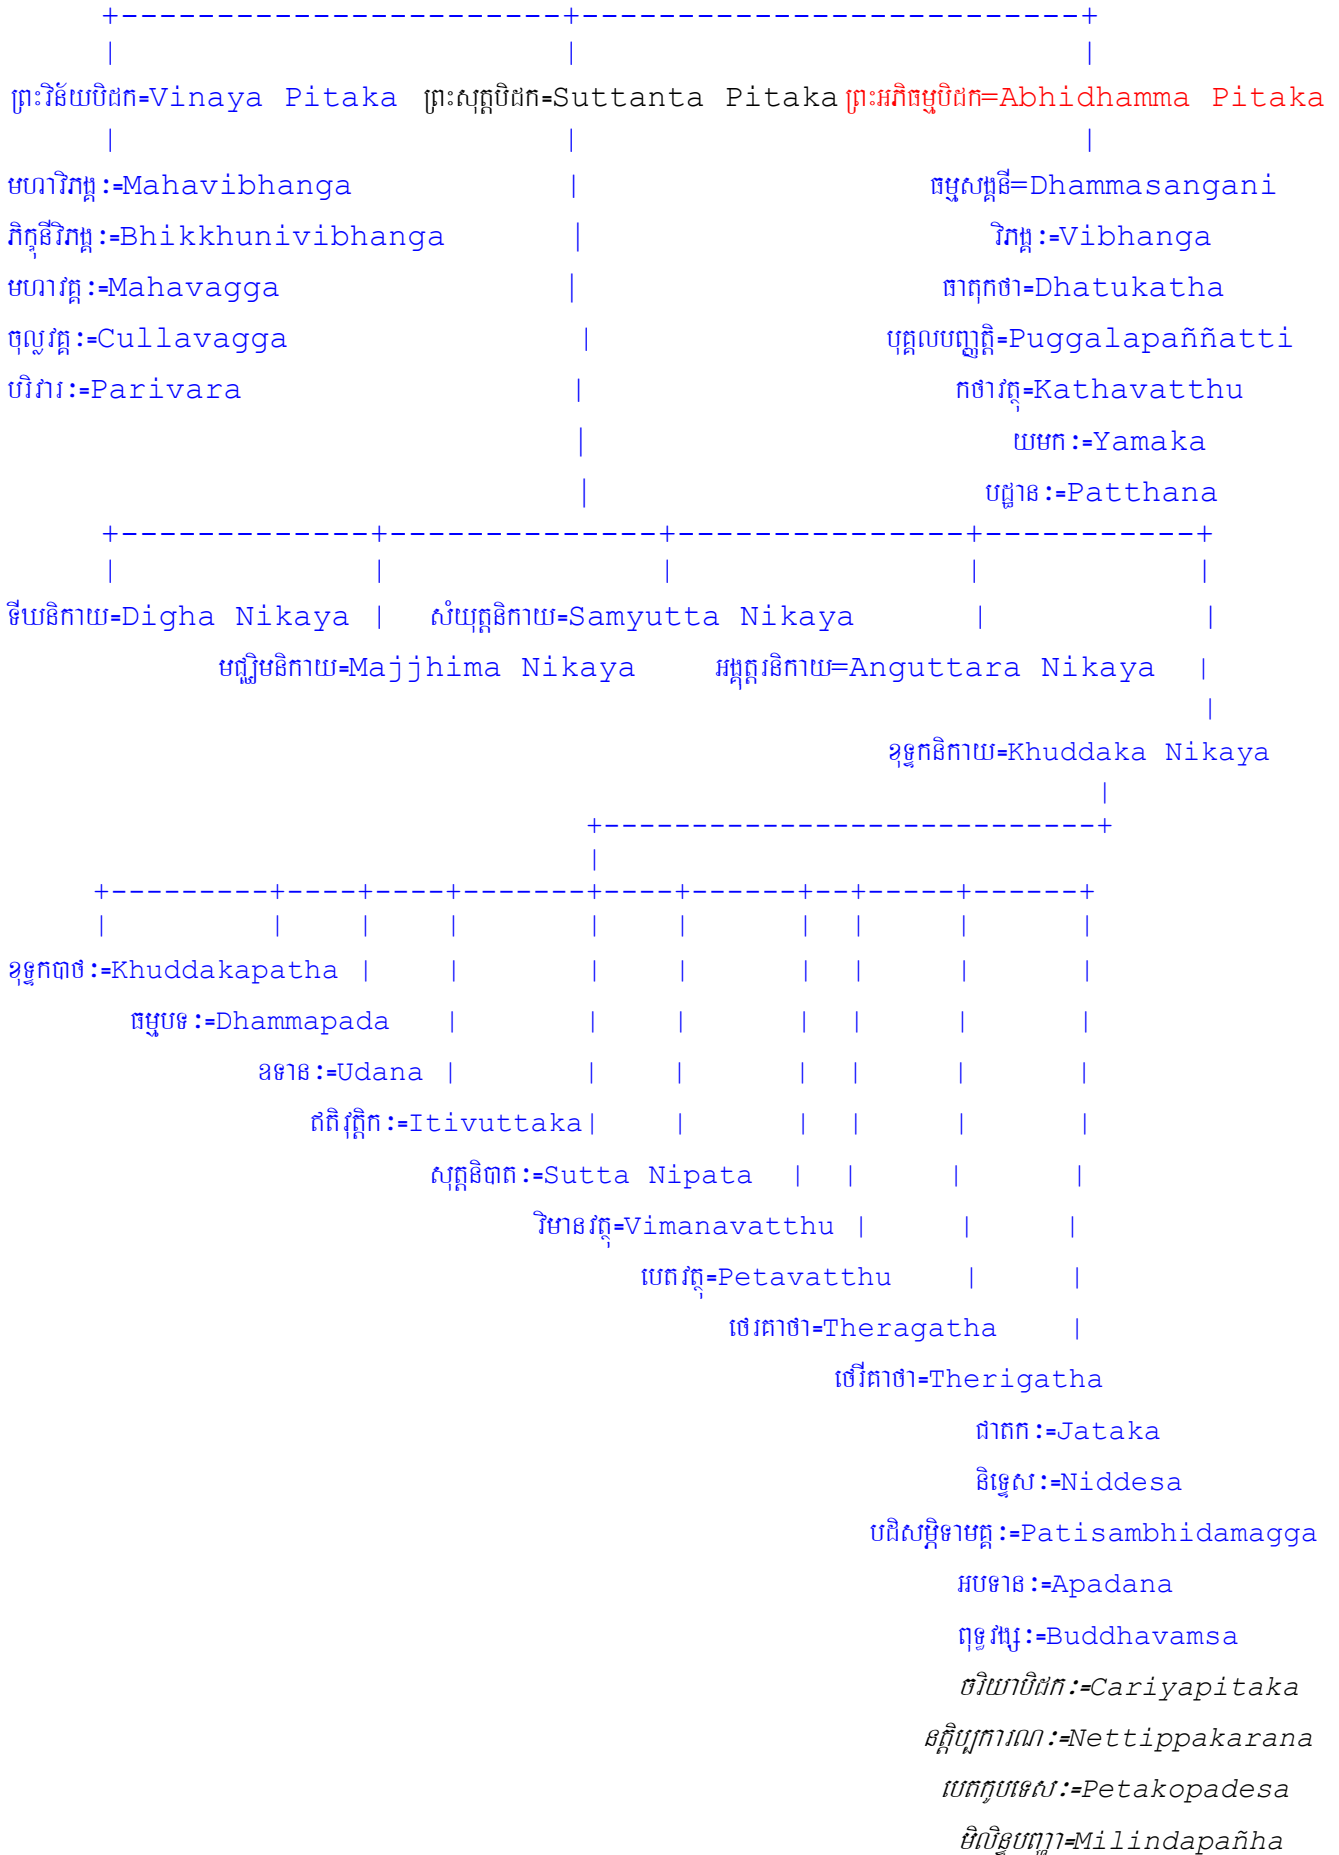 ព្រះវិន័យបិដក=Vinaya Pitaka ព្រះសុត្តបិដក=Suttanta Pitaka ព្រះអភិធម្មបិដក=Abhidhamma Pitaka
មហាវិភង្គ:=Mahavibhanga ធម្មសង្គនី=Dhammasangani
ភិក្ខុនីវិភង្គ:=Bhikkhunivibhanga វិភង្គ:=Vibhanga
មហាវគ្គ:=Mahavagga ធាតុកថា=Dhatukatha
ចុល្លវគ្គ:=Cullavagga បុគ្គលបញ្ញត្តិ=Puggalapaññatti
បរិវារ:=Parivara កថាវត្ថុ=Kathavatthu
យមក:=Yamaka
បដ្ឋាន:=Patthana
ទីឃនិកាយ=Digha Nikaya សំយុត្តនិកាយ=Samyutta Nikaya
មជ្ឈិមនិកាយ=Majjhima Nikaya អង្គុត្តរនិកាយ=Anguttara Nikaya
ខុទ្ទកនិកាយ=Khuddaka Nikaya
ខុទ្ទកបាថ:=Khuddakapatha
ធម្មបទ:=Dhammapada
ឧទាន:=Udana
ឥតិវុត្តិក:=Itivuttaka
សុត្តនិបាត:=Sutta Nipata
វិមានវត្ថុ=Vimanavatthu
បេតវត្ថុ=Petavatthu
ថេរគាថា=Theragatha
ថេរីគាថា=Therigatha
ជាតក:=Jataka
និទ្ទេស:=Niddesa
បដិសម្ភិទាមគ្គ:=Patisambhidamagga
អបទាន:=Apadana
ពុទ្ធវង្ស:=Buddhavamsa
ចរិយាបិដក:=Cariyapitaka
នត្តិប្បការណ:=Nettippakarana
បេតកូបទេស:=Petakopadesa
មិលិន្ទបញ្ហា=Milindapañha